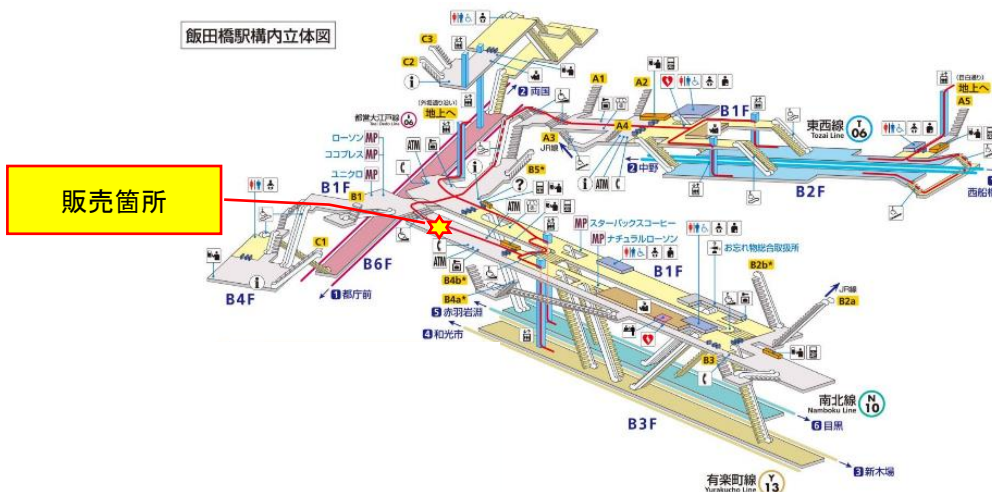 飯田橋駅構内立体図
C3
C2
2 両国
(外堀通り沿い)
地上へ
都営大江戸線
E 06
ローソン MP
ココプレス MP
ユニクロ MP
ATM
A1
A2
A3
JR線
A4
B1F
(目白通り)
地上へ
A5
東西線
Tozai Line
T 06
2 中野
B2F
西船橋
ATM
販売箇所
B1F
B1
B5*
?
ATM
MP スターバックスコーヒー
MP ナチュラルローソン
お忘れ物総合取扱所
C1
B6F
B4F
1 都庁前
ATM
B4b*
B4a*
B1F
B2b*
JR線
B2a
5 赤羽岩淵
4 和光市
B3
南北線
Namboku Line
N 10
6 目黒
B3F
3 新木場
有楽町線
Yurakucho Line
Y 13